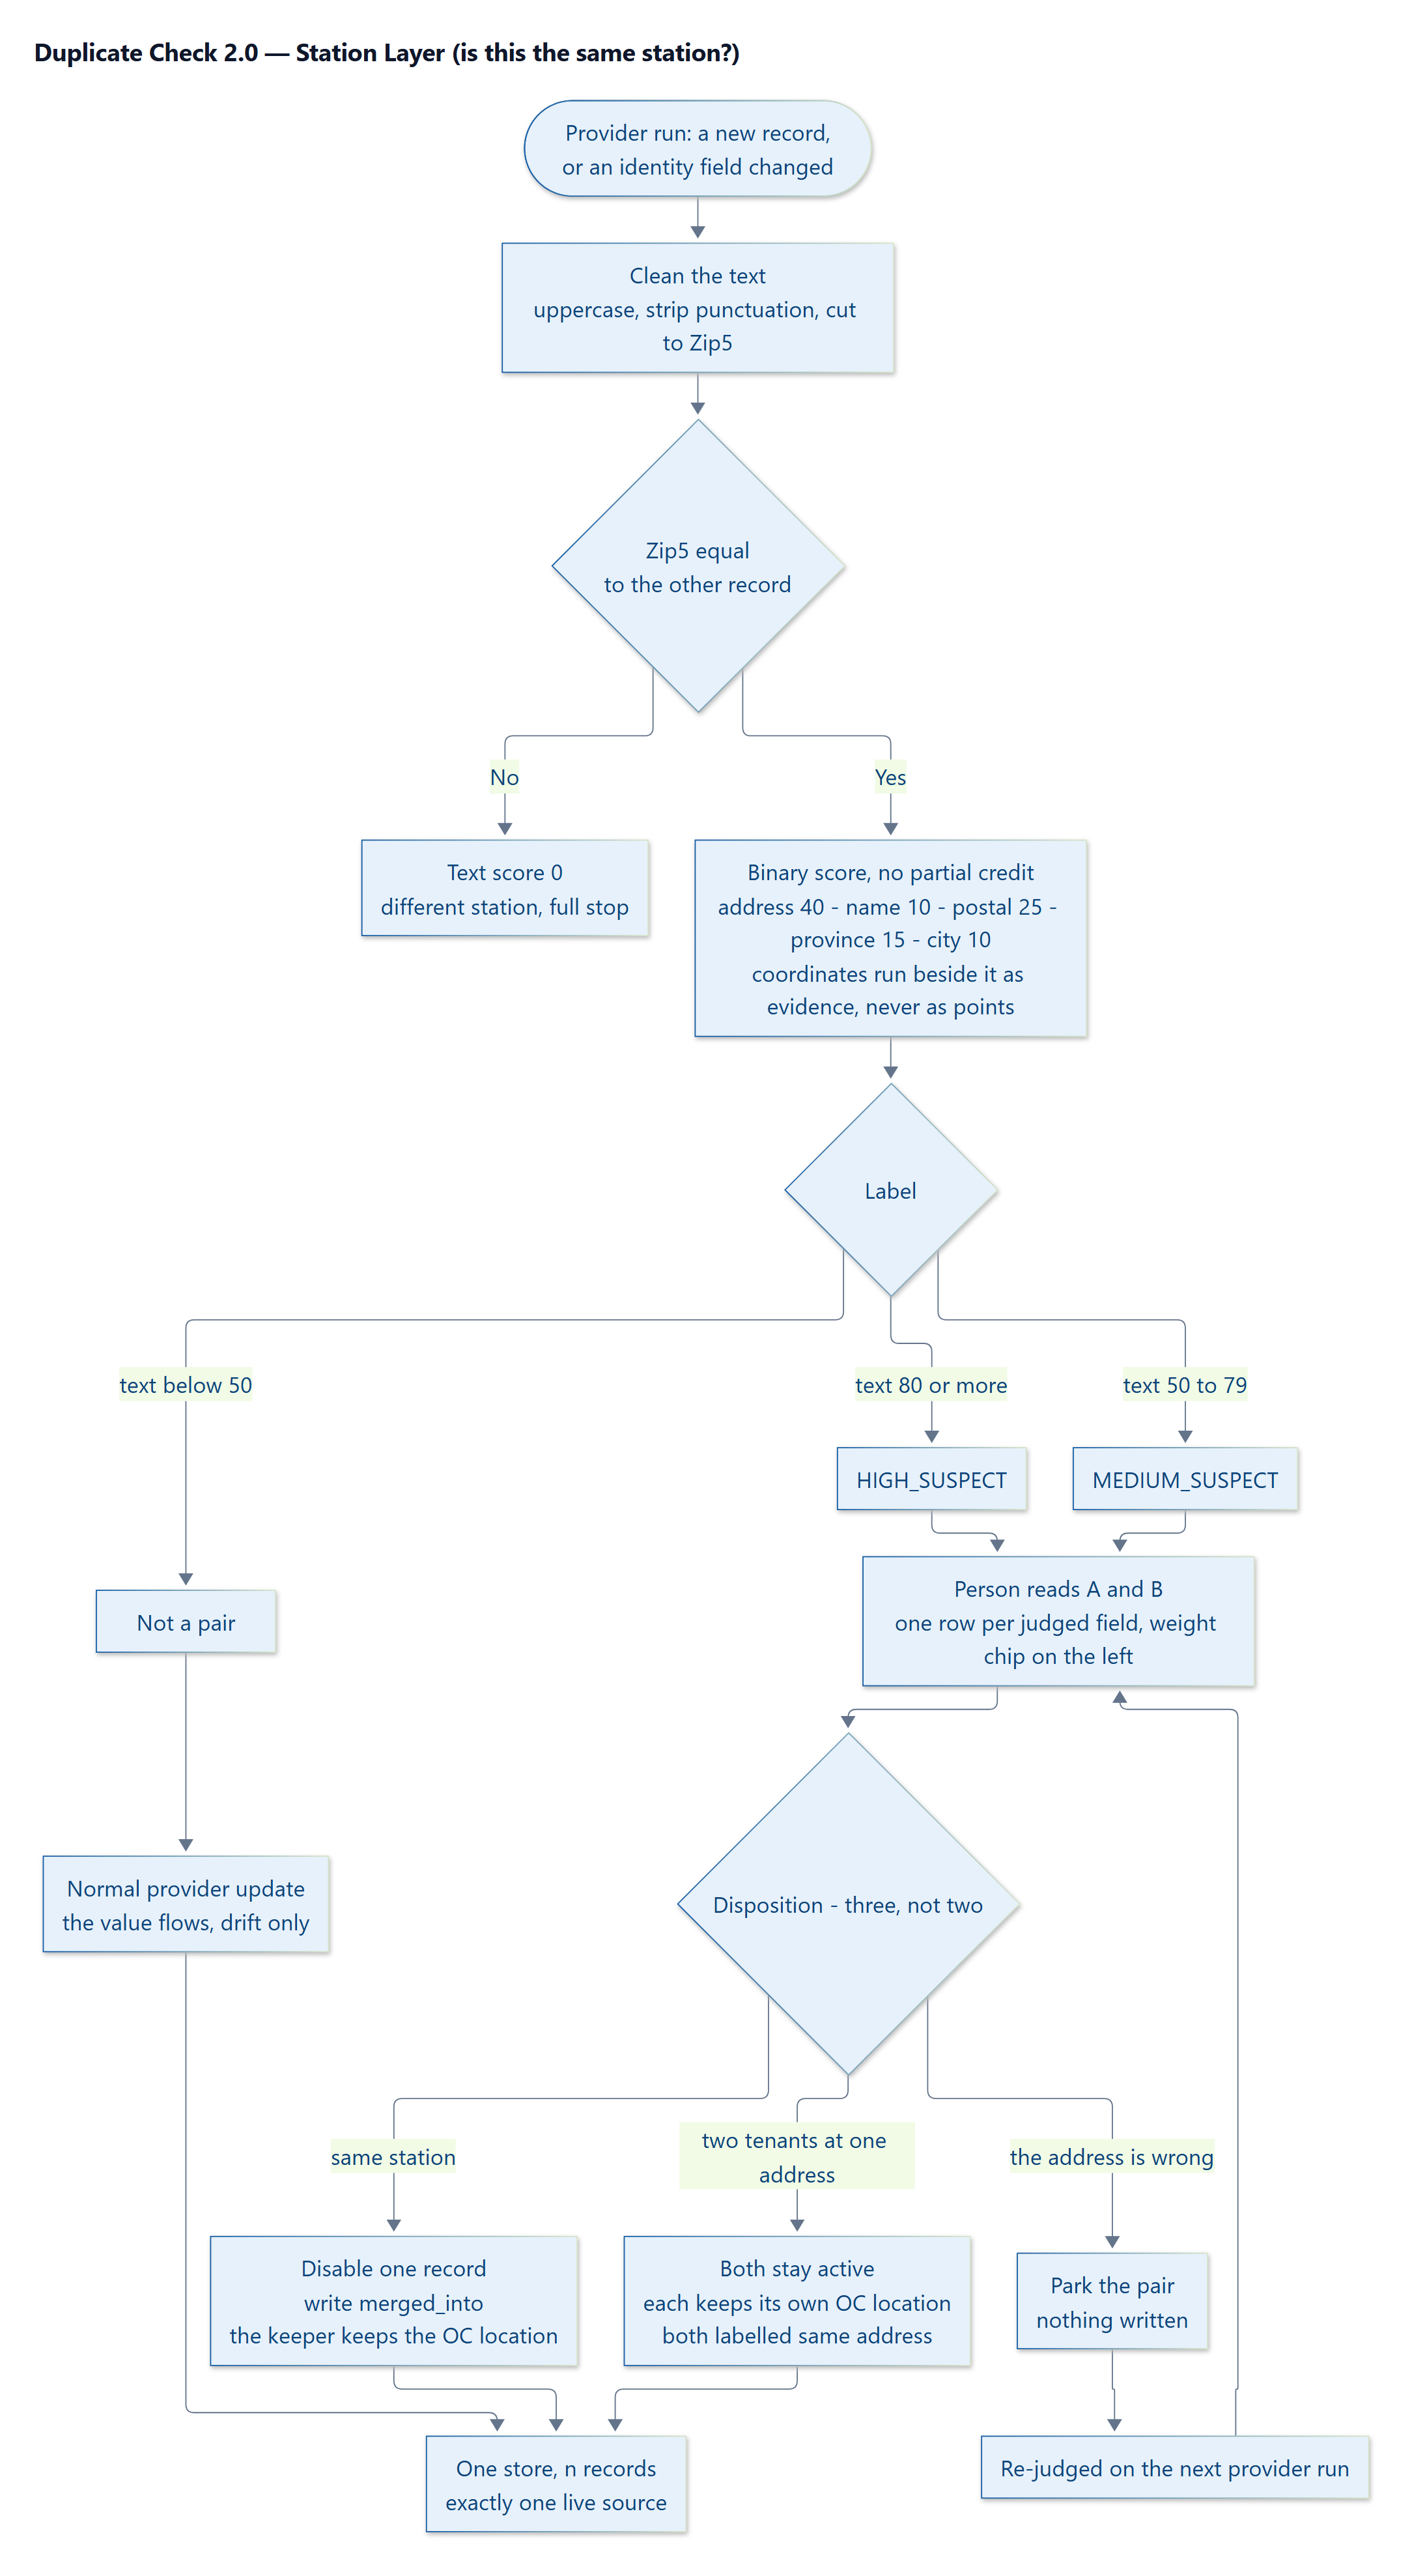 Duplicate Check 2.0 — Station Layer (is this the same station?)
Provider run: a new record,
or an identity field changed
Clean the text
uppercase, strip punctuation, cut
to Zip5
Zip5 equal
to the other record
No
Yes
Text score 0
different station, full stop
Binary score, no partial credit
address 40 - name 10 - postal 25 -
province 15 - city 10
coordinates run beside it as
evidence, never as points
Label
text below 50
text 80 or more
text 50 to 79
HIGH_SUSPECT
MEDIUM_SUSPECT
Person reads A and B
one row per judged field, weight
chip on the left
Not a pair
Normal provider update
the value flows, drift only
Disposition - three, not two
same station
two tenants at one
address
the address is wrong
Disable one record
write merged_into
the keeper keeps the OC location
Both stay active
each keeps its own OC location
both labelled same address
Park the pair
nothing written
One store, n records
exactly one live source
Re-judged on the next provider run